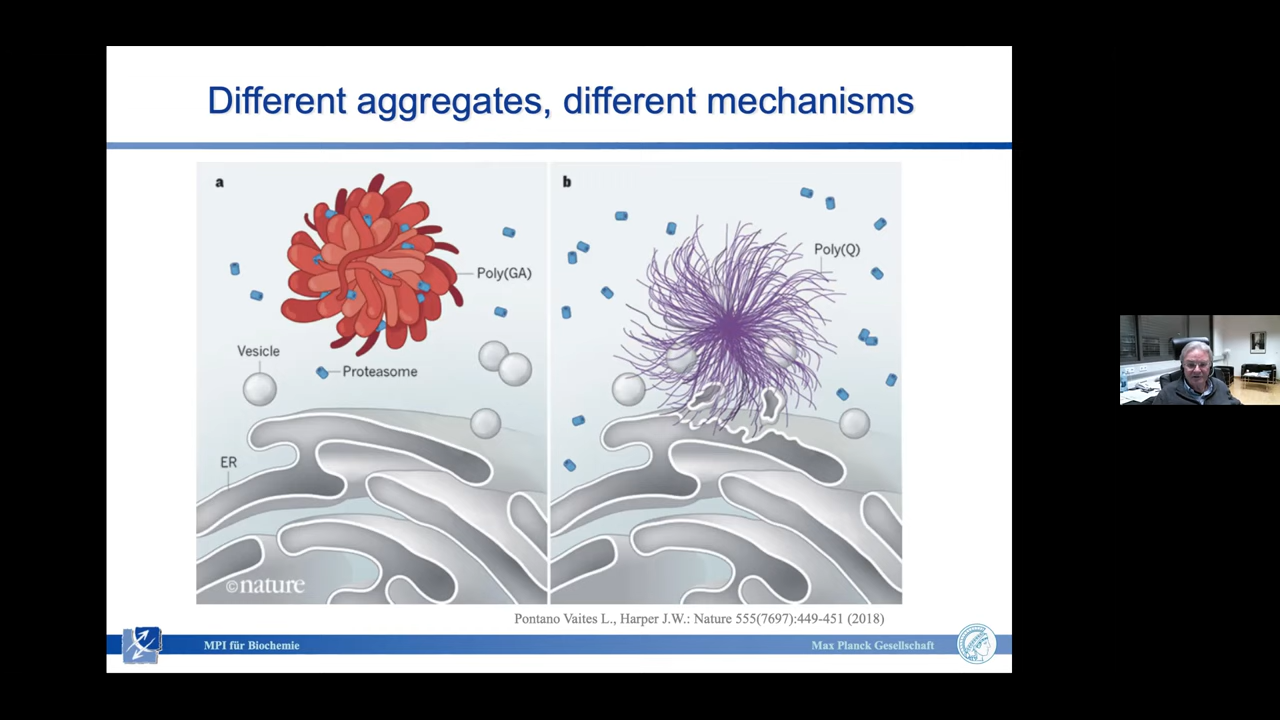 Different aggregates, different mechanisms
a
Poly(GA)
Vesicle
Proteasome
ER
©nature
b
Poly(Q)
Pontano Vaites L., Harper J.W.: Nature 555(7697):449-451 (2018)
MPI für Biochemie
Max Planck Gesellschaft